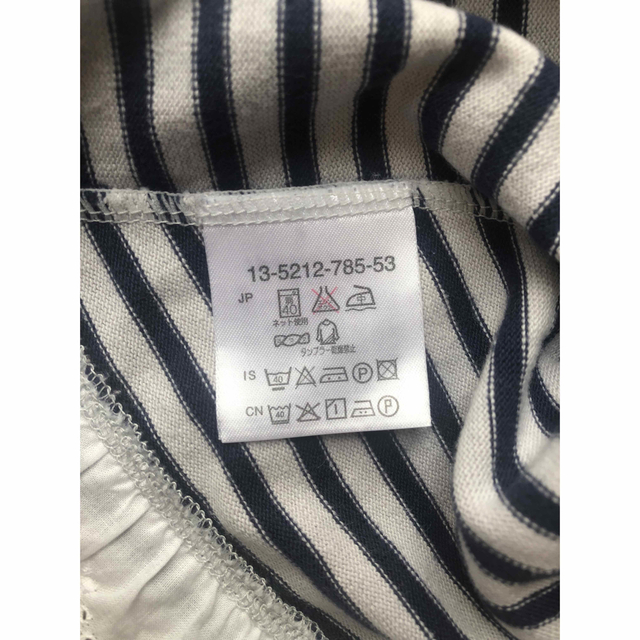 13-5212-785-53
JP 弱 40
ネット使用
タンブラー乾燥禁止
IS 40 P
CN 40 1 P